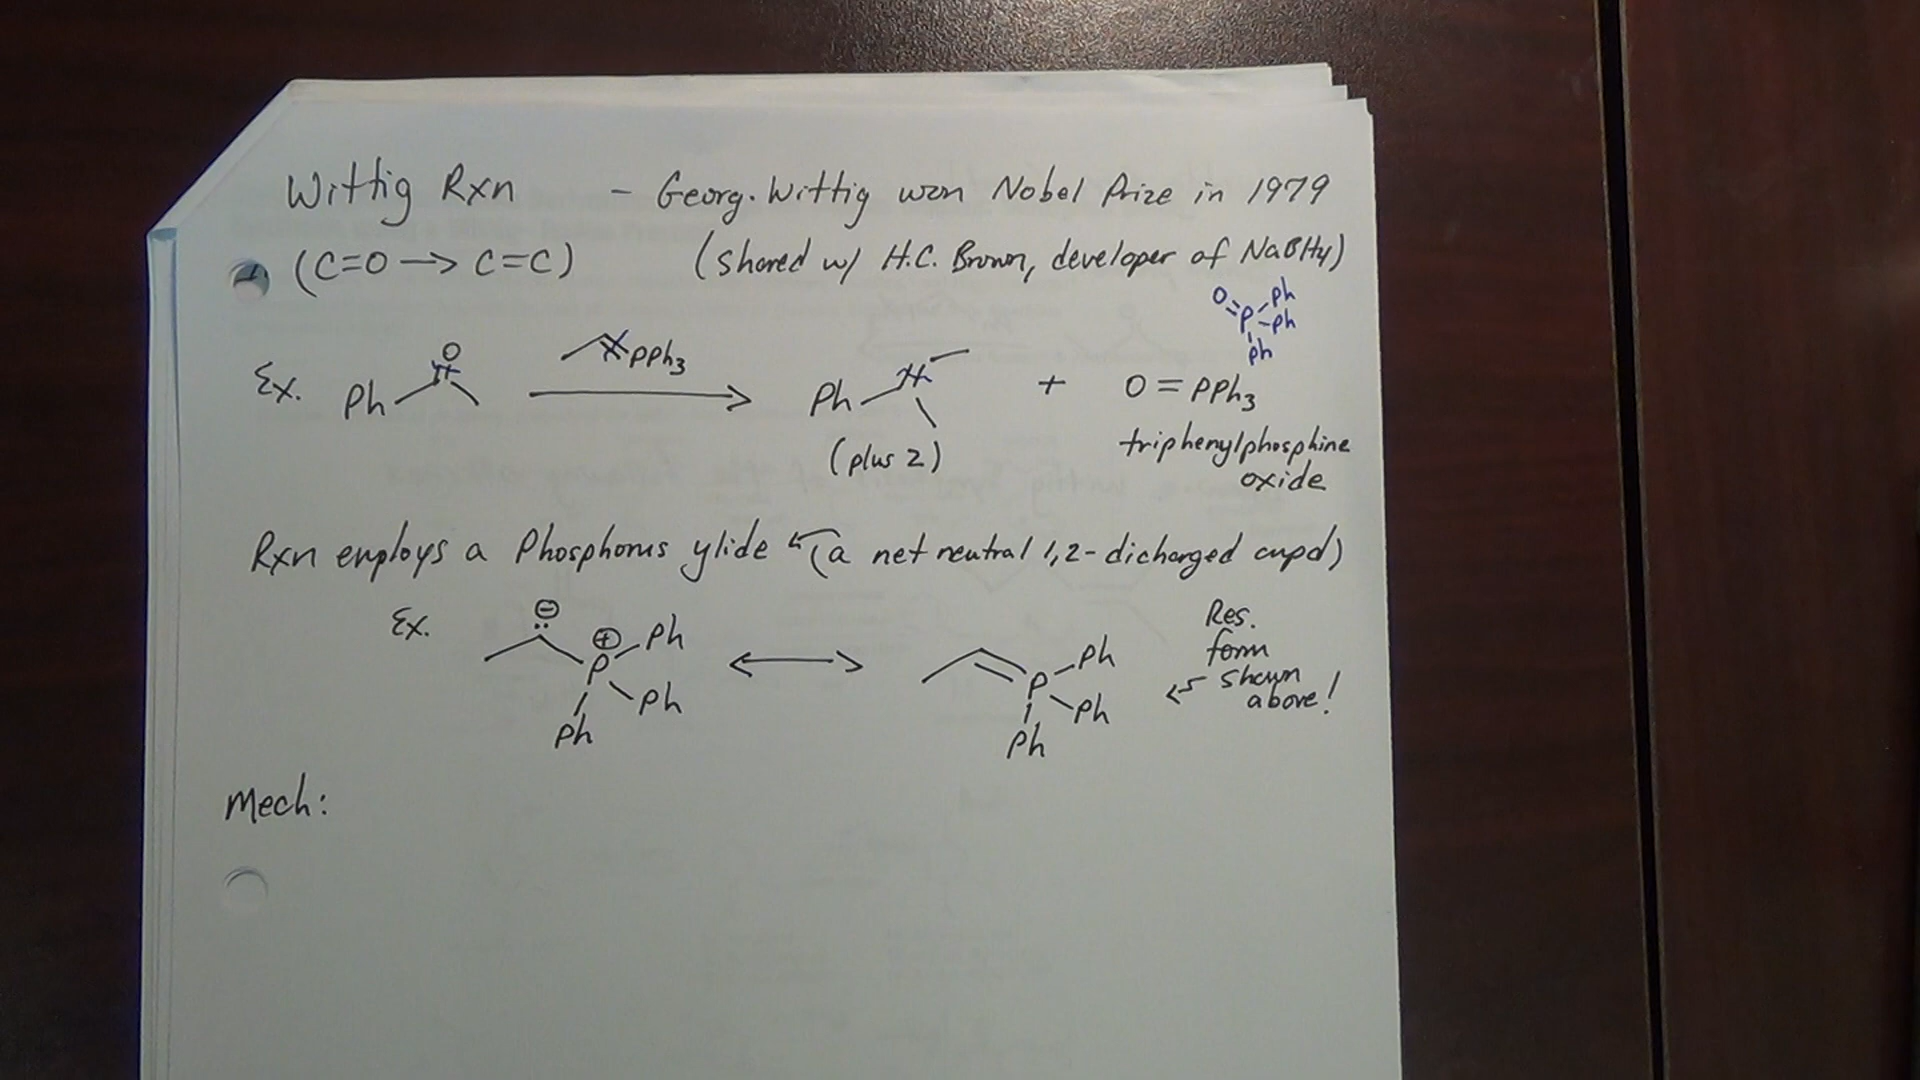 Wittig Rxn - Georg. Wittig won Nobel Prize in 1979
(C=O → C=C) (shared w/ H.C. Brown, developer of NaBH4)
O=P Ph Ph Ph
Ex. Ph O PPh3 Ph + O=PPh3
(plus Z) triphenylphosphine
oxide
Rxn employs a Phosphorus ylide (a net neutral 1,2-dicharged cmpd)
Ex. ⊖ ⊕ P Ph Ph Ph ↔ P Ph Ph Ph Res.
form
shown
above!
Mech: